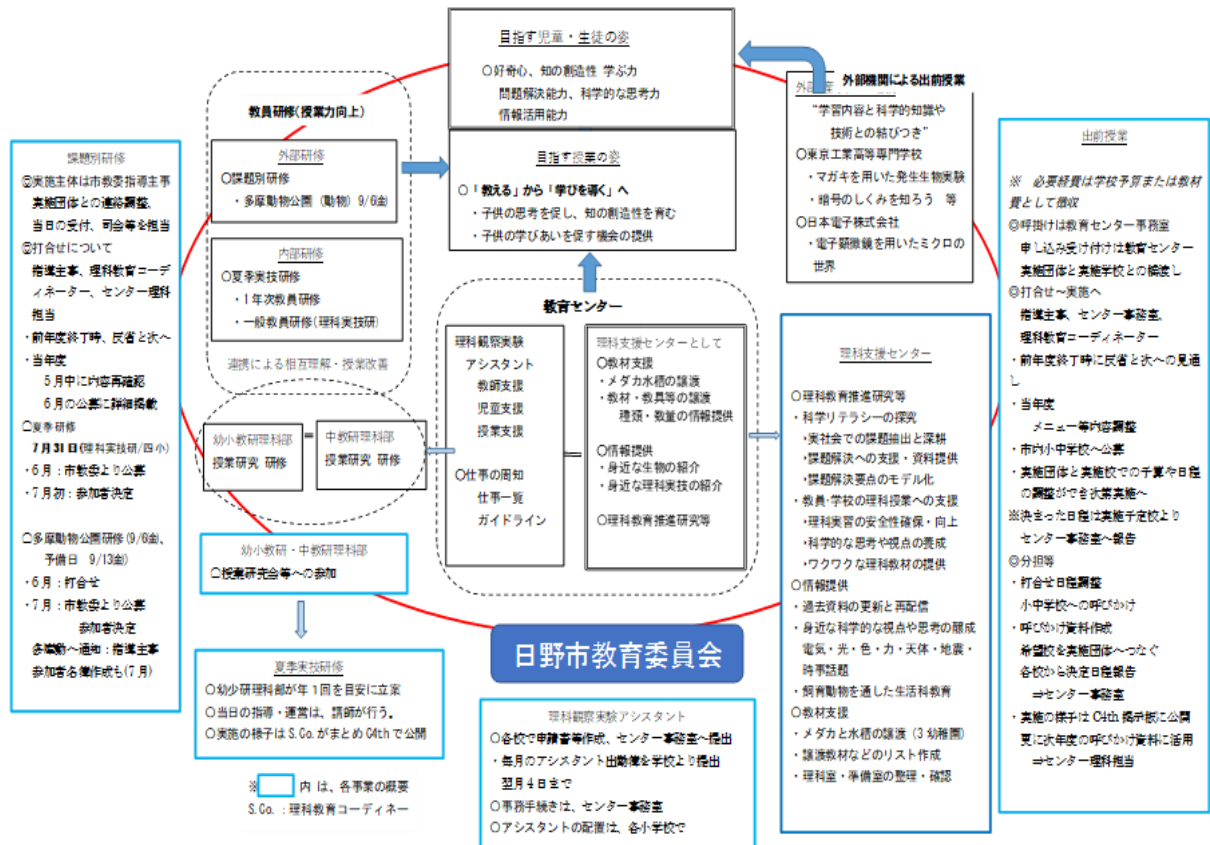 目指す児童・生徒の姿
〇好奇心、知の創造性 学ぶ力
問題解決能力、科学的な思考力
情報活用能力
外部機関による出前授業
“学習内容と科学的知識や
技術との結びつき”
〇東京工業高等専門学校
・マガキを用いた発生生物実験
・暗号のしくみを知ろう 等
〇日本電子株式会社
・電子顕微鏡を用いたミクロの
世界
教員研修(授業力向上)
外部研修
〇課題別研修
・多摩動物公園（動物）9/6㈮
内部研修
〇夏季実技研修
・1年次教員研修
・一般教員研修(理科実技研)
連携による相互理解・授業改善
目指す授業の姿
〇「教える」から「学びを導く」へ
・子供の思考を促し、知の創造性を育む
・子供の学びあいを促す機会の提供
課題別研修
◎実施主体は市教委指導主事
実施団体との連絡調整、
当日の受付、司会等を担当
◎打合せについて
指導主事、理科教育コーデ
ィネーター、センター理科
担当
・前年度終了時、反省と次へ
・当年度
5月中に内容再確認
6月の公募に詳細掲載
〇夏季研修
7月31日(理科実技研/四小)
・6月：市教委より公募
・7月初：参加者決定
〇多摩動物公園研修(9/6㈮、
予備日 9/13㈮)
・6月：打合せ
・7月：市教委より公募
参加者決定
多摩動へ通知：指導主事
参加者名簿作成も(7月)
教育センター
理科観察実験
アシスタント
教師支援
児童支援
授業支援
〇仕事の周知
仕事一覧
ガイドライン
理科支援センターとして
〇教材支援
・メダカ水槽の譲渡
・教材・教具等の譲渡
種類・数量の情報提供
〇情報提供
・身近な生物の紹介
・身近な理科実技の紹介
〇理科教育推進研究等
幼小教研理科部
授業研究 研修
=
中教研理科部
授業研究 研修
幼小教研・中教研理科部
〇授業研究会等への参加
夏季実技研修
〇幼少研理科部が年1回を目安に立案
〇当日の指導・運営は、講師が行う。
〇実施の様子は S.Co.がまとめ C4th で公開
※ 内 は、各事業の概要
S.Co. ：理科教育コーディネー
日野市教育委員会
理科観察実験アシスタント
〇各校で申請書等作成、センター事務室へ提出
・毎月のアシスタント出勤簿を学校より提出
翌月4日まで
〇事務手続きは、センター事務室
〇アシスタントの配置は、各小学校で
理科支援センター
〇理科教育推進研究等
・科学リテラシーの探究
・実社会での課題抽出と深耕
・課題解決への支援・資料提供
・課題解決要点のモデル化
・教員・学校の理科授業への支援
・理科実習の安全性確保・向上
・科学的な思考や視点の養成
・ワクワクな理科教材の提供
〇情報提供
・過去資料の更新と再配信
・身近な科学的な視点や思考の醸成
電気・光・色・力・天体・地震・
時事話題
・飼育動物を通した生活科教育
〇教材支援
・メダカと水槽の譲渡（3幼稚園）
・譲渡教材などのリスト作成
・理科室・準備室の整理・確認
出前授業
※ 必要経費は学校予算または教材
費として徴収
◎呼掛けは教育センター事務室
申し込み受け付けは教育センター
実施団体と実施学校との橋渡し
◎打合せ～実施へ
指導主事、センター事務室、
理科教育コーディネーター
・前年度終了時に反省と次への見通
し
・当年度
メニュー等内容調整
・市内小中学校へ公募
・実施団体と実施校での予算や日程
の調整ができ次第実施へ
※決まった日程は実施予定校より
センター事務室へ報告
◎分担等
・打合せ日程調整
小中学校への呼びかけ
・呼びかけ資料作成
希望校を実施団体へつなぐ
各校から決定日程報告
⇒センター事務室
・実施の様子は C4th 掲示板に公開
更に次年度の呼びかけ資料に活用
⇒センター理科担当